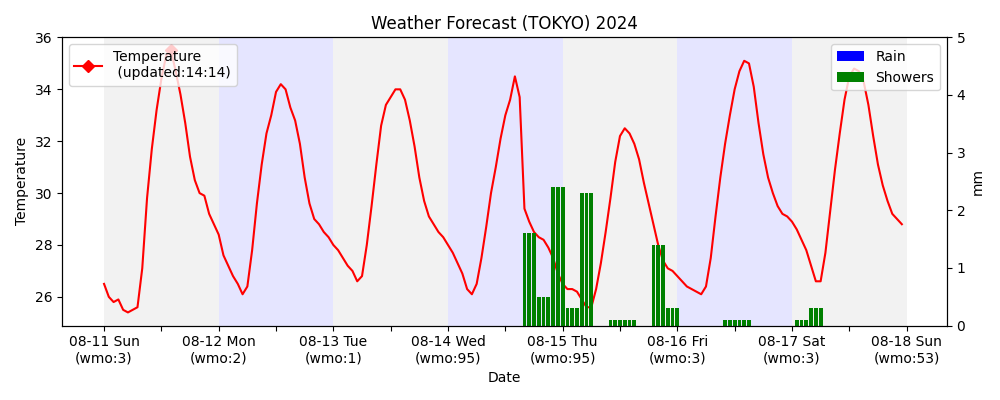 Weather Forecast (TOKYO) 2024
Temperature
(updated:14:14)
Rain
Showers
36
34
32
30
28
26
Temperature
5
4
3
2
1
0
mm
08-11 Sun
(wmo:3)
08-12 Mon
(wmo:2)
08-13 Tue
(wmo:1)
08-14 Wed
(wmo:95)
08-15 Thu
(wmo:95)
08-16 Fri
(wmo:3)
08-17 Sat
(wmo:3)
08-18 Sun
(wmo:53)
Date